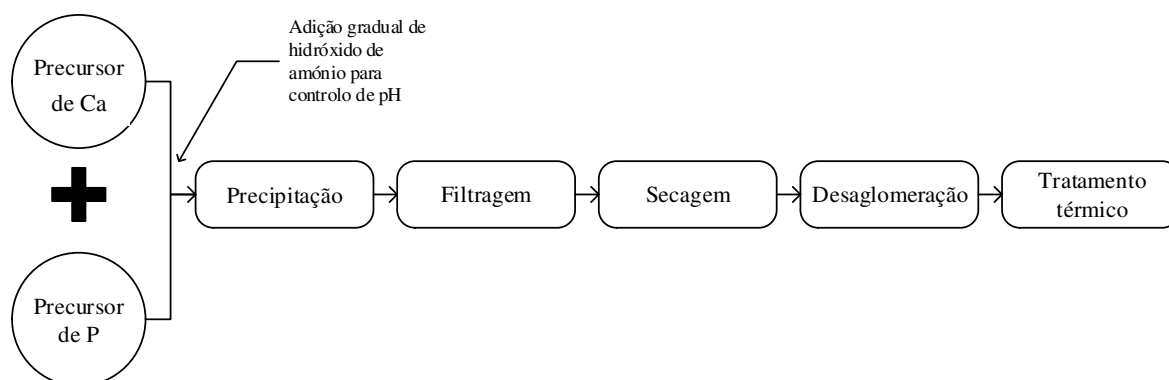 Adição gradual de
hidróxido de
amónio para
controlo de pH
Precursor
de Ca
Precipitação
Filtragem
Secagem
Desaglomeração
Tratamento
térmico
Precursor
de P